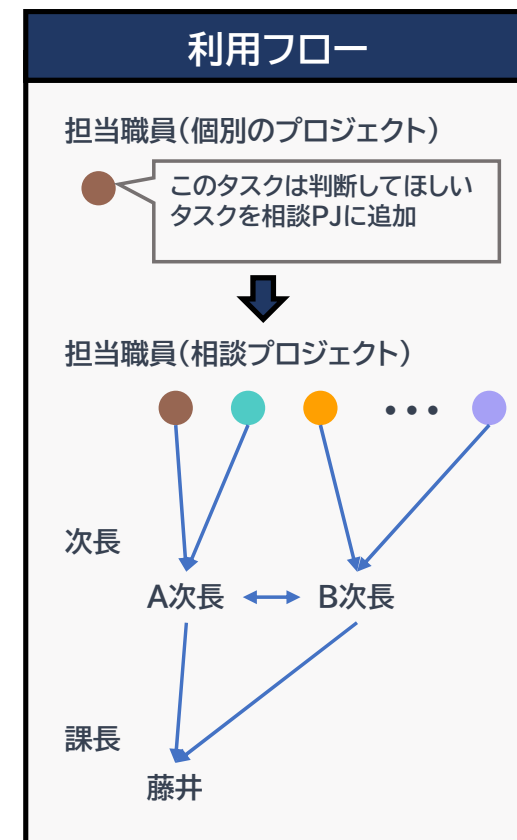 利用フロー
担当職員(個別のプロジェクト)
このタスクは判断してほしい
タスクを相談PJに追加
担当職員(相談プロジェクト)
・・・
次長
A次長
B次長
課長
藤井